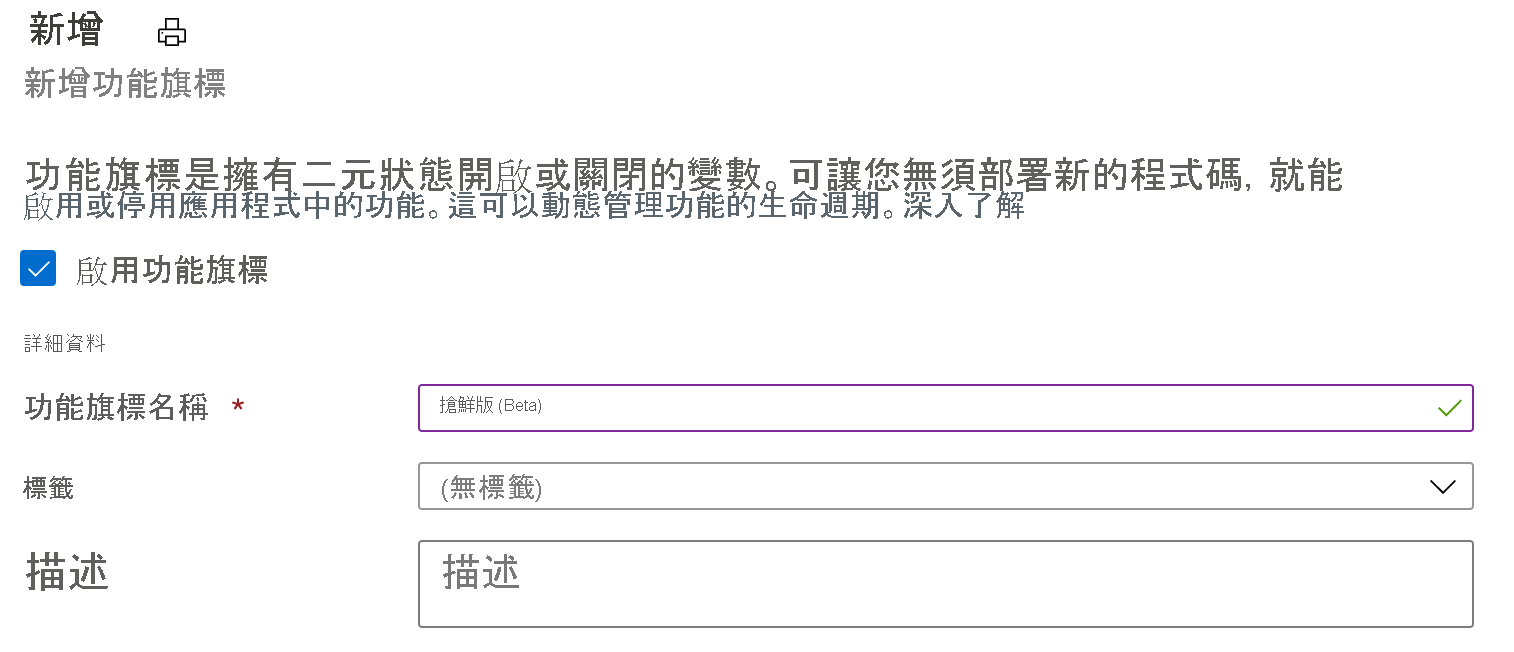 新增
新增功能旗標
功能旗標是擁有二元狀態開啟或關閉的變數。可讓您無須部署新的程式碼, 就能
啟用或停用應用程式中的功能。這可以動態管理功能的生命週期。深入了解
啟用功能旗標
詳細資料
功能旗標名稱 *
搶鮮版 (Beta)
標籤
(無標籤)
描述
描述